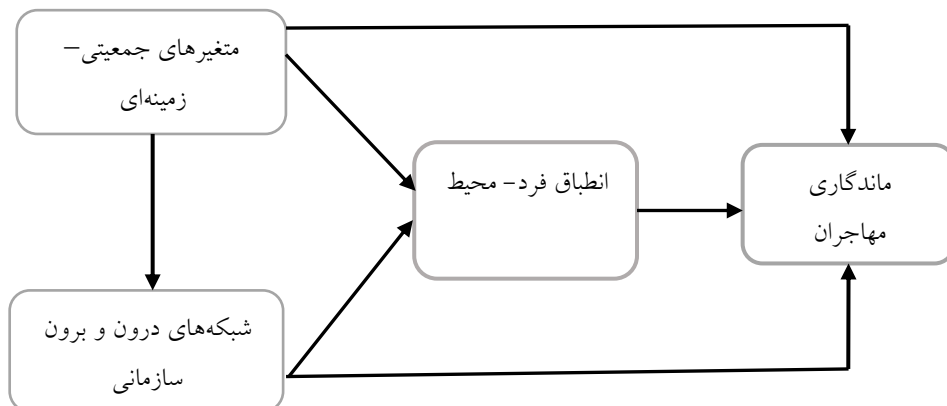 متغیرهای جمعیتی–
زمینه‌ای
انطباق فرد- محیط
ماندگاری
مهاجران
شبکه‌های درون و برون
سازمانی